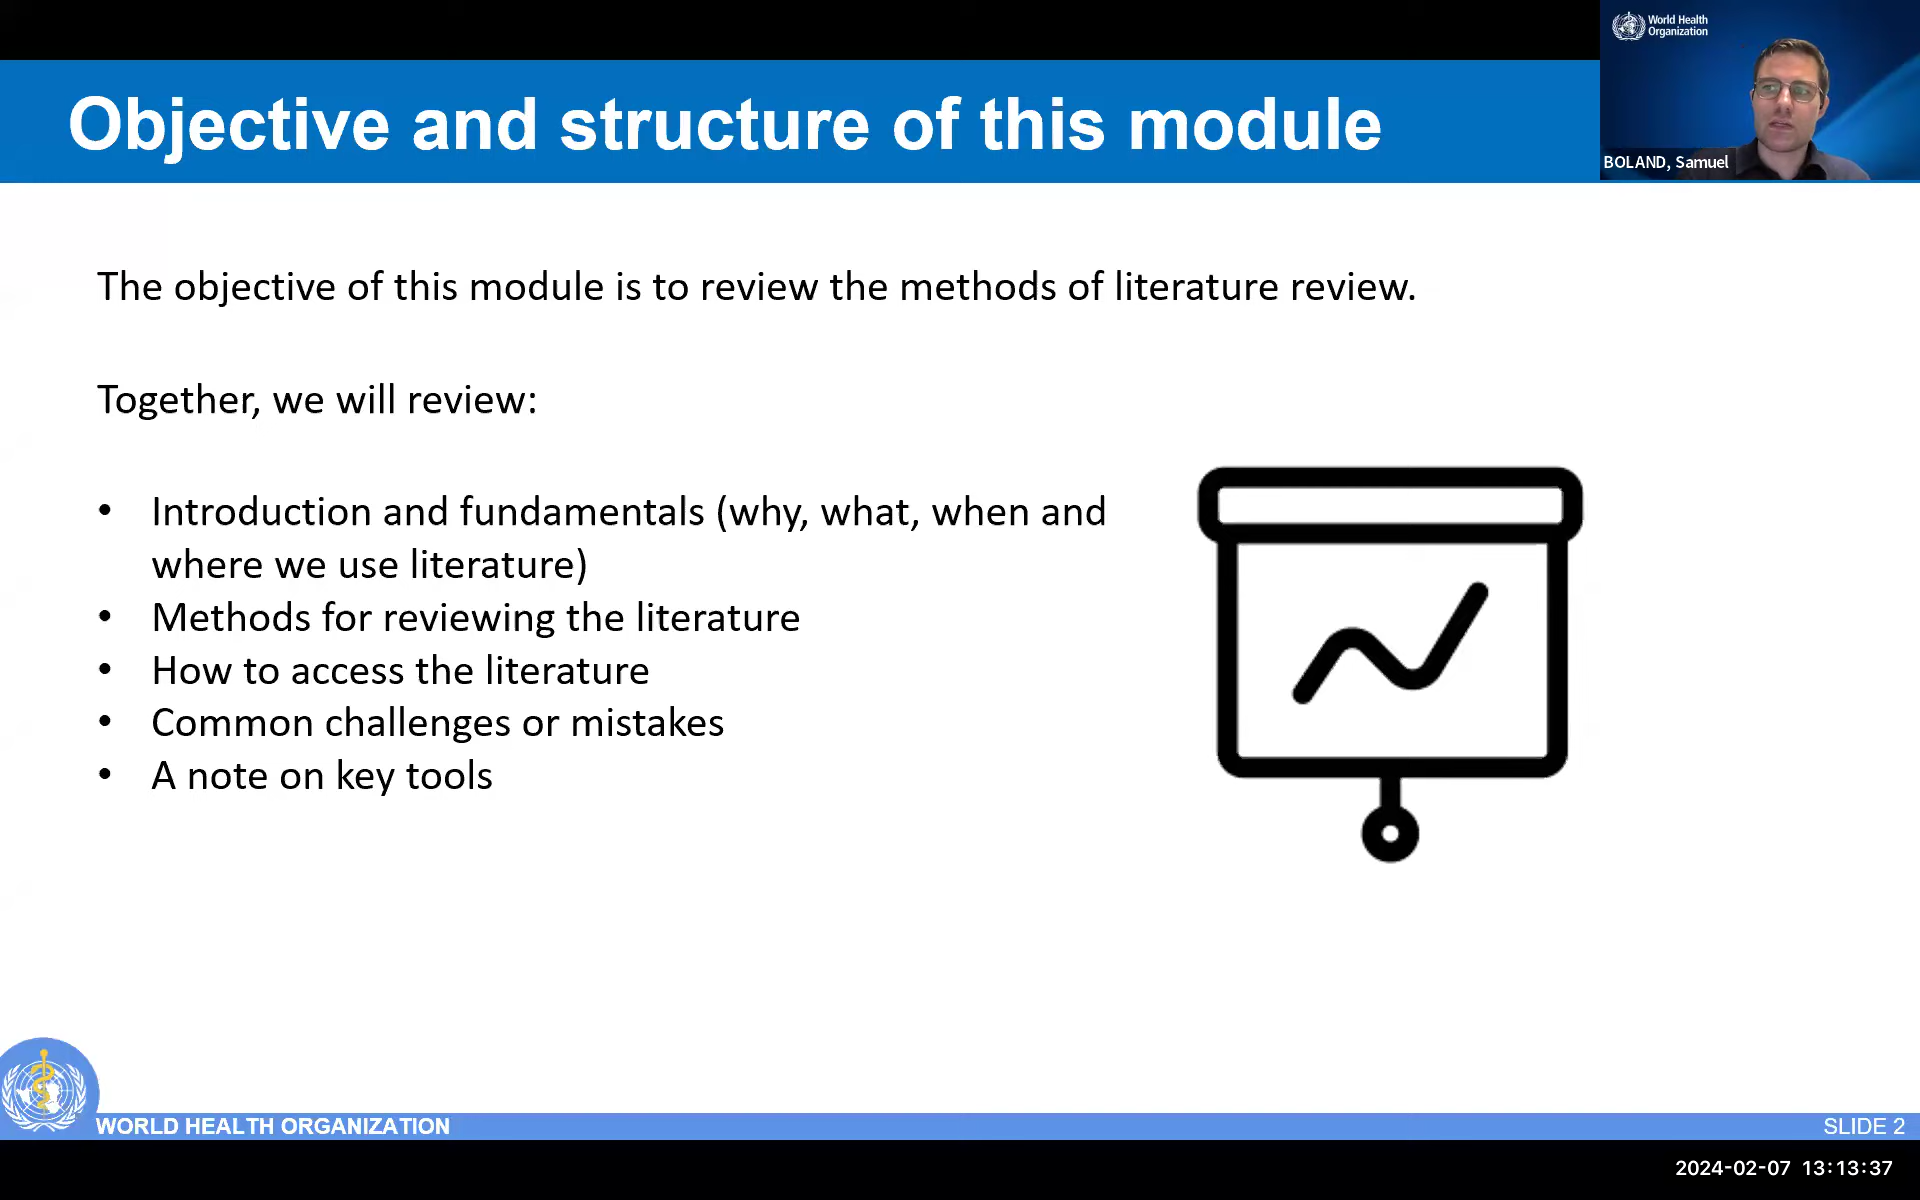 World Health
Organization
Objective and structure of this module
BOLAND, Samuel
The objective of this module is to review the methods of literature review.
Together, we will review:
• Introduction and fundamentals (why, what, when and
where we use literature)
• Methods for reviewing the literature
• How to access the literature
• Common challenges or mistakes
• A note on key tools
WORLD HEALTH ORGANIZATION
SLIDE 2
2024-02-07 13:13:37